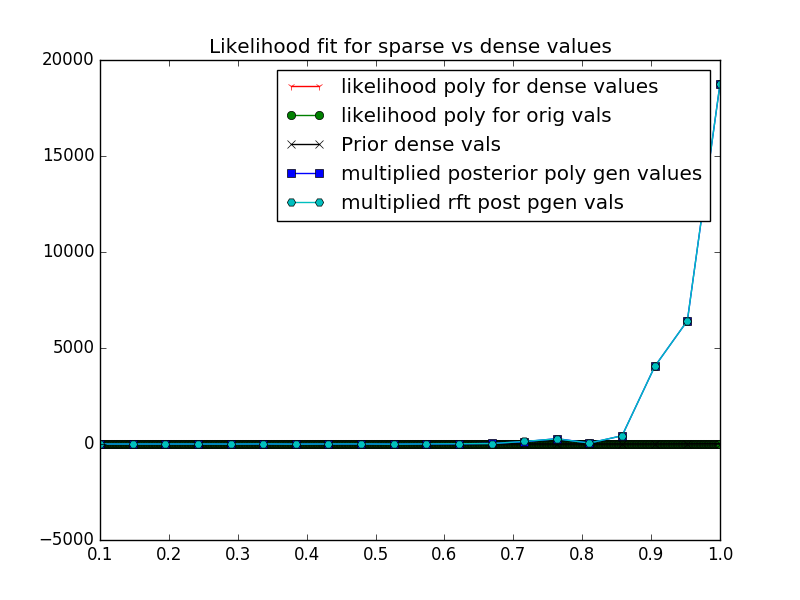 Likelihood fit for sparse vs dense values
20000
15000
10000
5000
0
−5000
likelihood poly for dense values
likelihood poly for orig vals
Prior dense vals
multiplied posterior poly gen values
multiplied rft post pgen vals
0.1 0.2 0.3 0.4 0.5 0.6 0.7 0.8 0.9 1.0